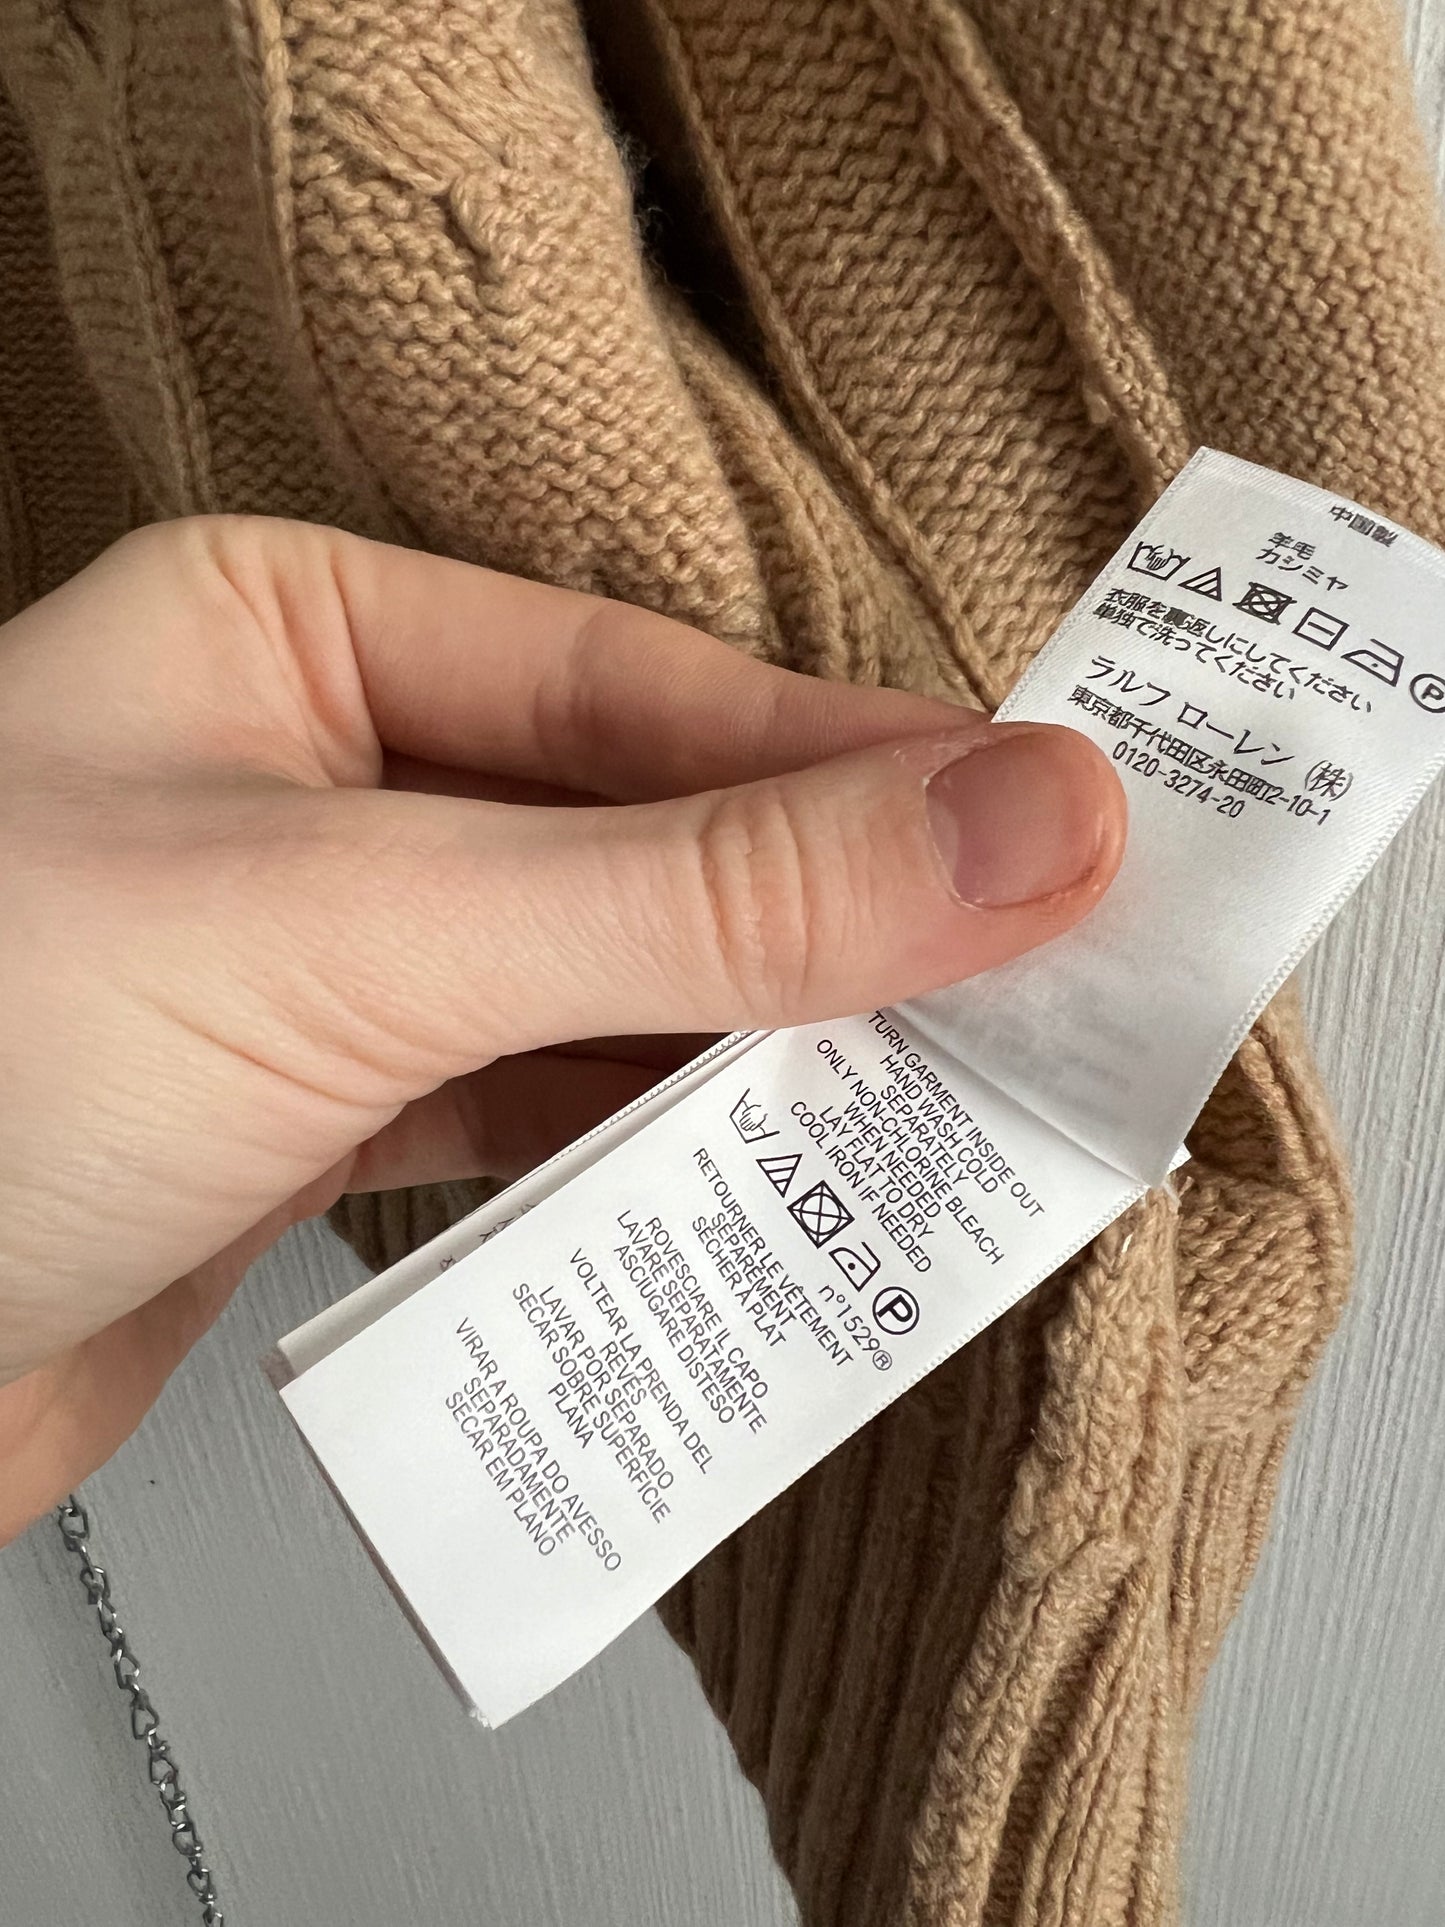 中国製
羊毛
カシミヤ
P
衣服を裏返しにしてください
単独で洗ってください
ラルフ ローレン (株)
東京都千代田区永田町2-10-1
0120-3274-20
TURN GARMENT INSIDE OUT
HAND WASH COLD
SEPARATELY
ONLY NON-CHLORINE BLEACH
WHEN NEEDED
LAY FLAT TO DRY
COOL IRON IF NEEDED
P
n°1529®
RETOURNER LE VÊTEMENT
SÉPARÉMENT
SÉCHER À PLAT
ROVESCIARE IL CAPO
LAVARE SEPARATAMENTE
ASCIUGARE DISTESO
VOLTEAR LA PRENDA DEL
REVÉS
LAVAR POR SEPARADO
SECAR SOBRE SUPERFICIE
PLANA
VIRAR A ROUPA DO AVESSO
SEPARADAMENTE
SECAR EM PLANO